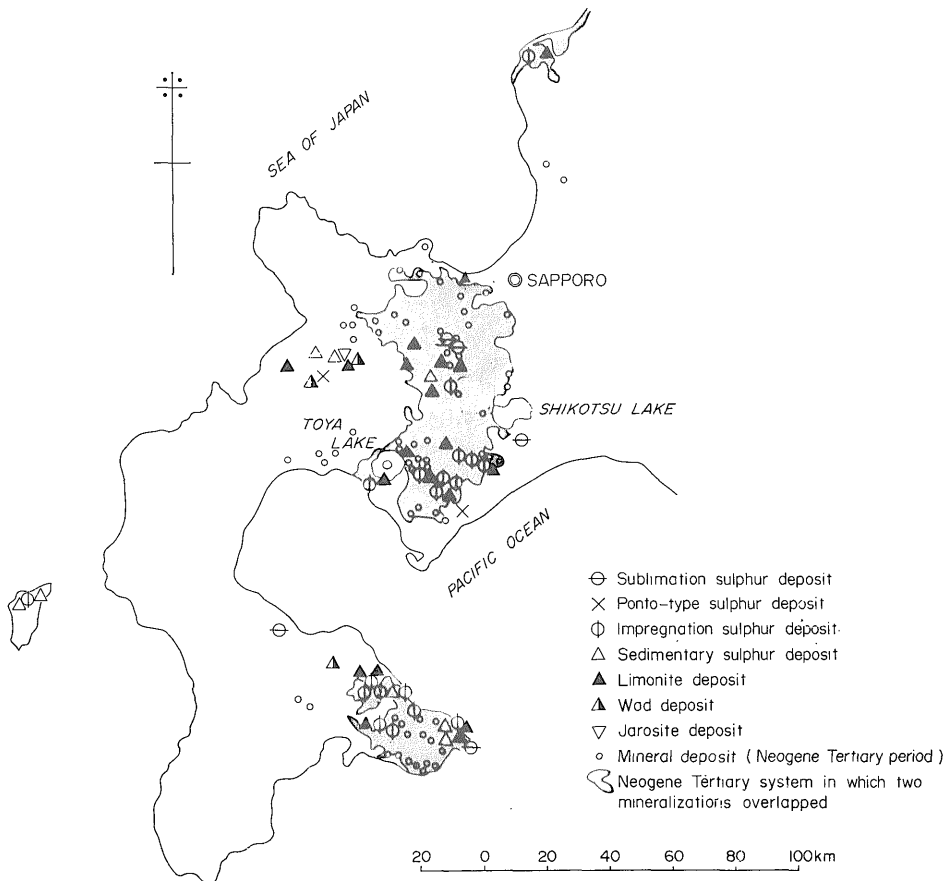 SEA OF JAPAN
SAPPORO
SHIKOTSU LAKE
TOYA
LAKE
PACIFIC OCEAN
Sublimation sulphur deposit
Ponto-type sulphur deposit
Impregnation sulphur deposit.
Sedimentary sulphur deposit
Limonite deposit
Wad deposit
Jarosite deposit
Mineral deposit ( Neogene Tertiary period )
Neogene Tertiary system in which two
mineralizations overlapped
20 0 20 40 60 80 100km